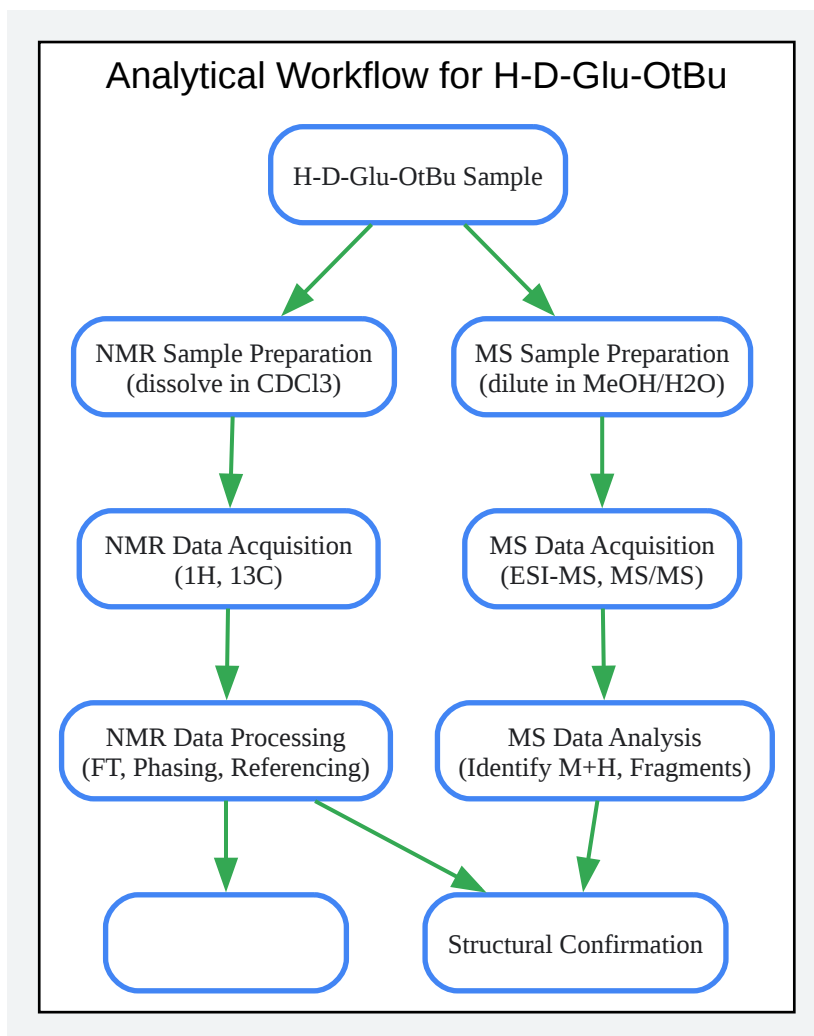 Analytical Workflow for H-D-Glu-OtBu
H-D-Glu-OtBu Sample
NMR Sample Preparation
(dissolve in CDCl3)
MS Sample Preparation
(dilute in MeOH/H2O)
NMR Data Acquisition
(1H, 13C)
MS Data Acquisition
(ESI-MS, MS/MS)
NMR Data Processing
(FT, Phasing, Referencing)
MS Data Analysis
(Identify M+H, Fragments)
Structural Confirmation